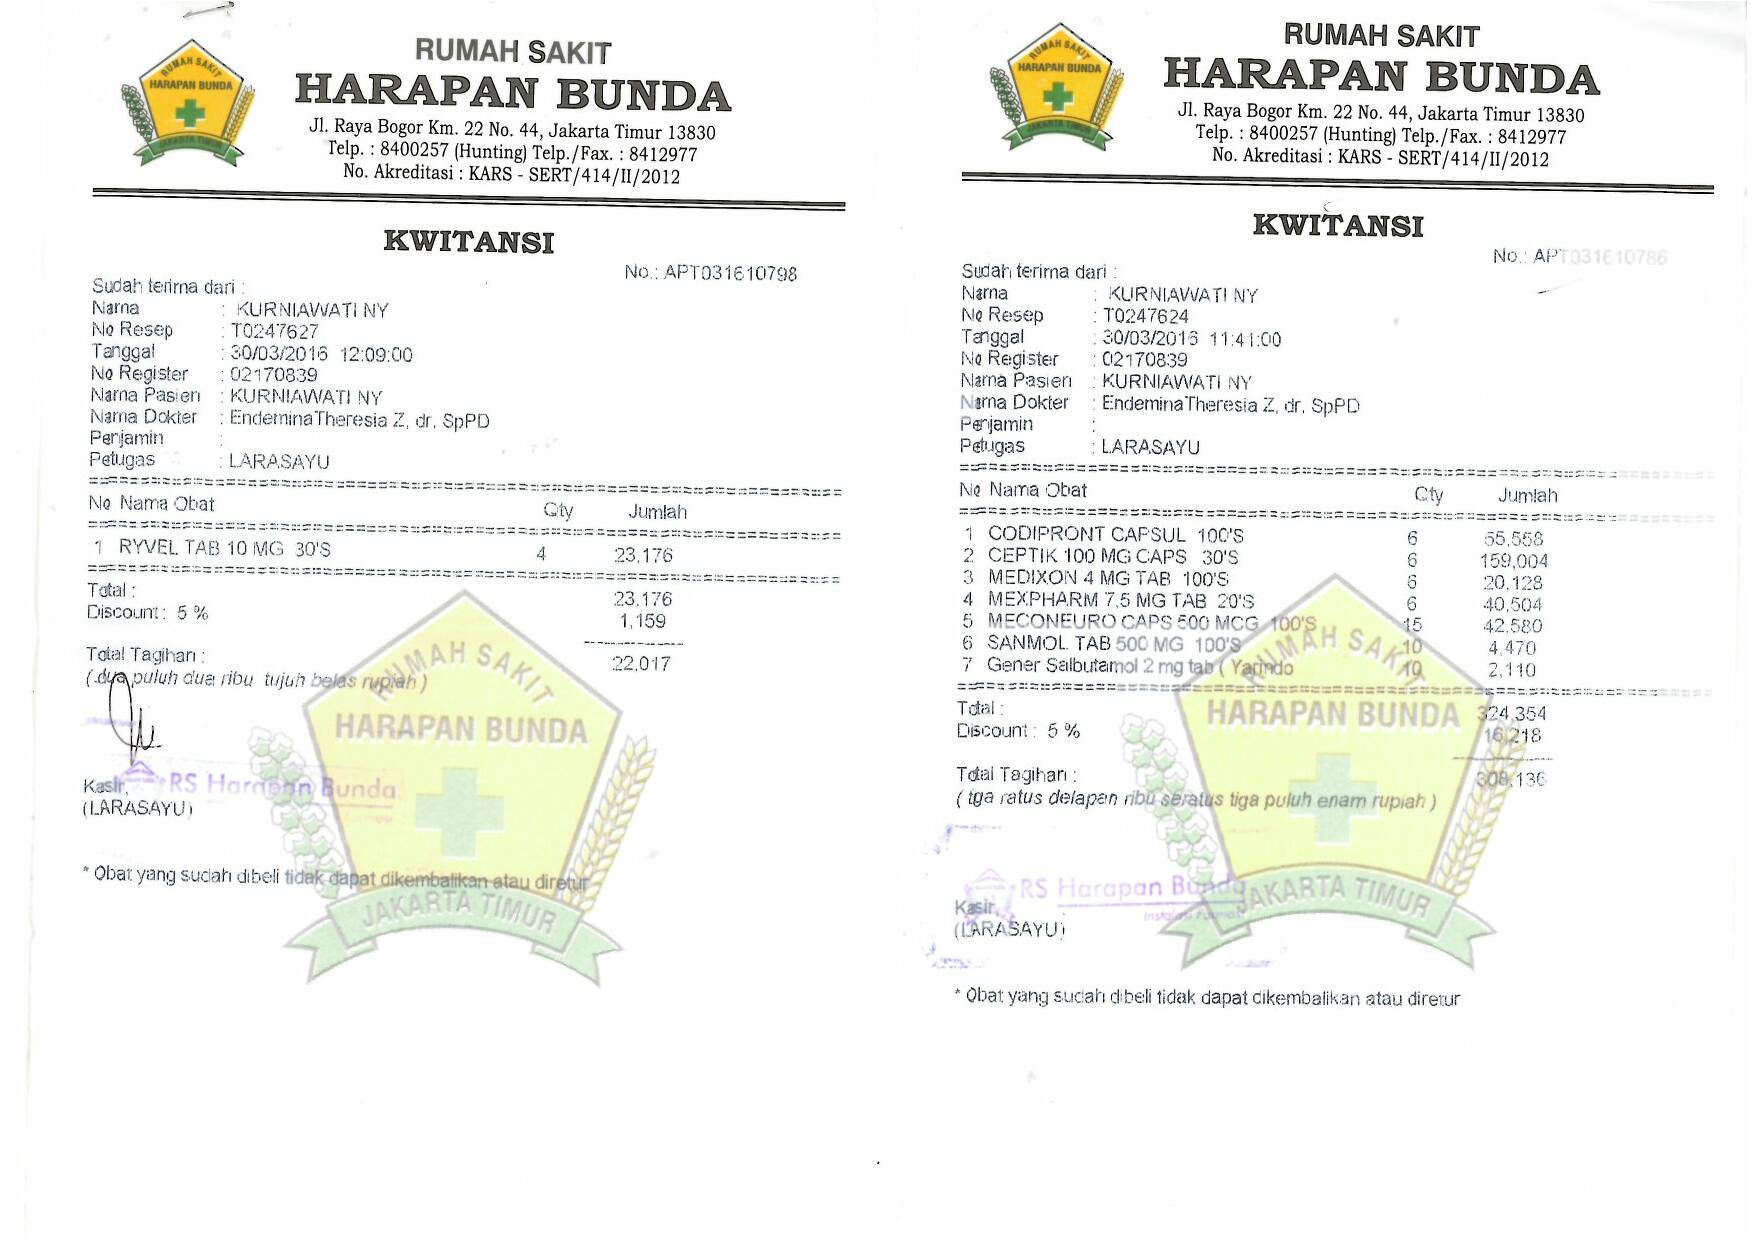 RUMAH SAKIT
HARAPAN BUNDA
JAKARTA TIMUR
RUMAH SAKIT
HARAPAN BUNDA
Jl. Raya Bogor Km. 22 No. 44, Jakarta Timur 13830
Telp. : 8400257 (Hunting) Telp./Fax. : 8412977
No. Akreditasi : KARS - SERT/414/II/2012
KWITANSI
No.: APT031610798
Sudah terima dari :
Nama : KURNIAWATI NY
No Resep : T0247627
Tanggal : 30/03/2016 12:09:00
No Register : 02170839
Nama Pasien : KURNIAWATI NY
Nama Dokter : EndeminaTheresia Z, dr, SpPD
Penjamin :
Petugas : LARASAYU
No Nama Obat Qty Jumlah
1 RYVEL TAB 10 MG 30'S 4 23,176
Total : 23,176
Discount : 5 % 1,159
Total Tagihan : 22,017
( dua puluh dua ribu tujuh belas rupiah )
RUMAH SAKIT
HARAPAN BUNDA
JAKARTA TIMUR
RS Harapan Bunda
Kasir,
(LARASAYU)
* Obat yang sudah dibeli tidak dapat dikembalikan atau diretur
RUMAH SAKIT
HARAPAN BUNDA
JAKARTA TIMUR
RUMAH SAKIT
HARAPAN BUNDA
Jl. Raya Bogor Km. 22 No. 44, Jakarta Timur 13830
Telp. : 8400257 (Hunting) Telp./Fax. : 8412977
No. Akreditasi : KARS - SERT/414/II/2012
KWITANSI
No.: APT031610786
Sudah terima dari :
Nama : KURNIAWATI NY
No Resep : T0247624
Tanggal : 30/03/2016 11:41:00
No Register : 02170839
Nama Pasien : KURNIAWATI NY
Nama Dokter : EndeminaTheresia Z, dr, SpPD
Penjamin :
Petugas : LARASAYU
No Nama Obat Qty Jumlah
1 CODIPRONT CAPSUL 100'S 6 55,558
2 CEPTIK 100 MG CAPS 30'S 6 159,004
3 MEDIXON 4 MG TAB 100'S 6 20,128
4 MEXPHARM 7,5 MG TAB 20'S 6 40,504
5 MECONEURO CAPS 500 MCG 100'S 15 42,580
6 SANMOL TAB 500 MG 100'S 10 4,470
7 Gener Salbutamol 2 mg tab ( Yarindo 10 2,110
Total : 324,354
Discount : 5 % 16,218
Total Tagihan : 308,136
( tiga ratus delapan ribu seratus tiga puluh enam rupiah )
RUMAH SAKIT
HARAPAN BUNDA
JAKARTA TIMUR
RS Harapan Bunda
Kasir,
(LARASAYU)
* Obat yang sudah dibeli tidak dapat dikembalikan atau diretur